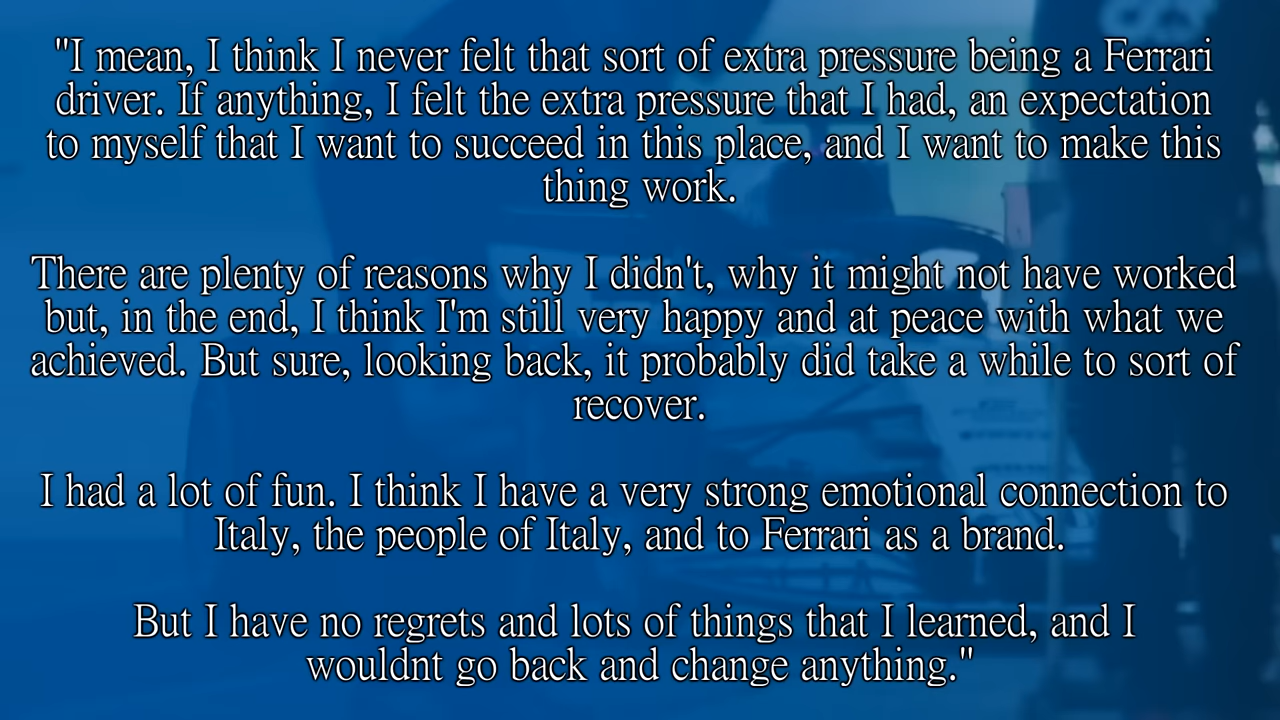 "I mean, I think I never felt that sort of extra pressure being a Ferrari
driver. If anything, I felt the extra pressure that I had, an expectation
to myself that I want to succeed in this place, and I want to make this
thing work.
There are plenty of reasons why I didn't, why it might not have worked
but, in the end, I think I'm still very happy and at peace with what we
achieved. But sure, looking back, it probably did take a while to sort of
recover.
I had a lot of fun. I think I have a very strong emotional connection to
Italy, the people of Italy, and to Ferrari as a brand.
But I have no regrets and lots of things that I learned, and I
wouldnt go back and change anything."